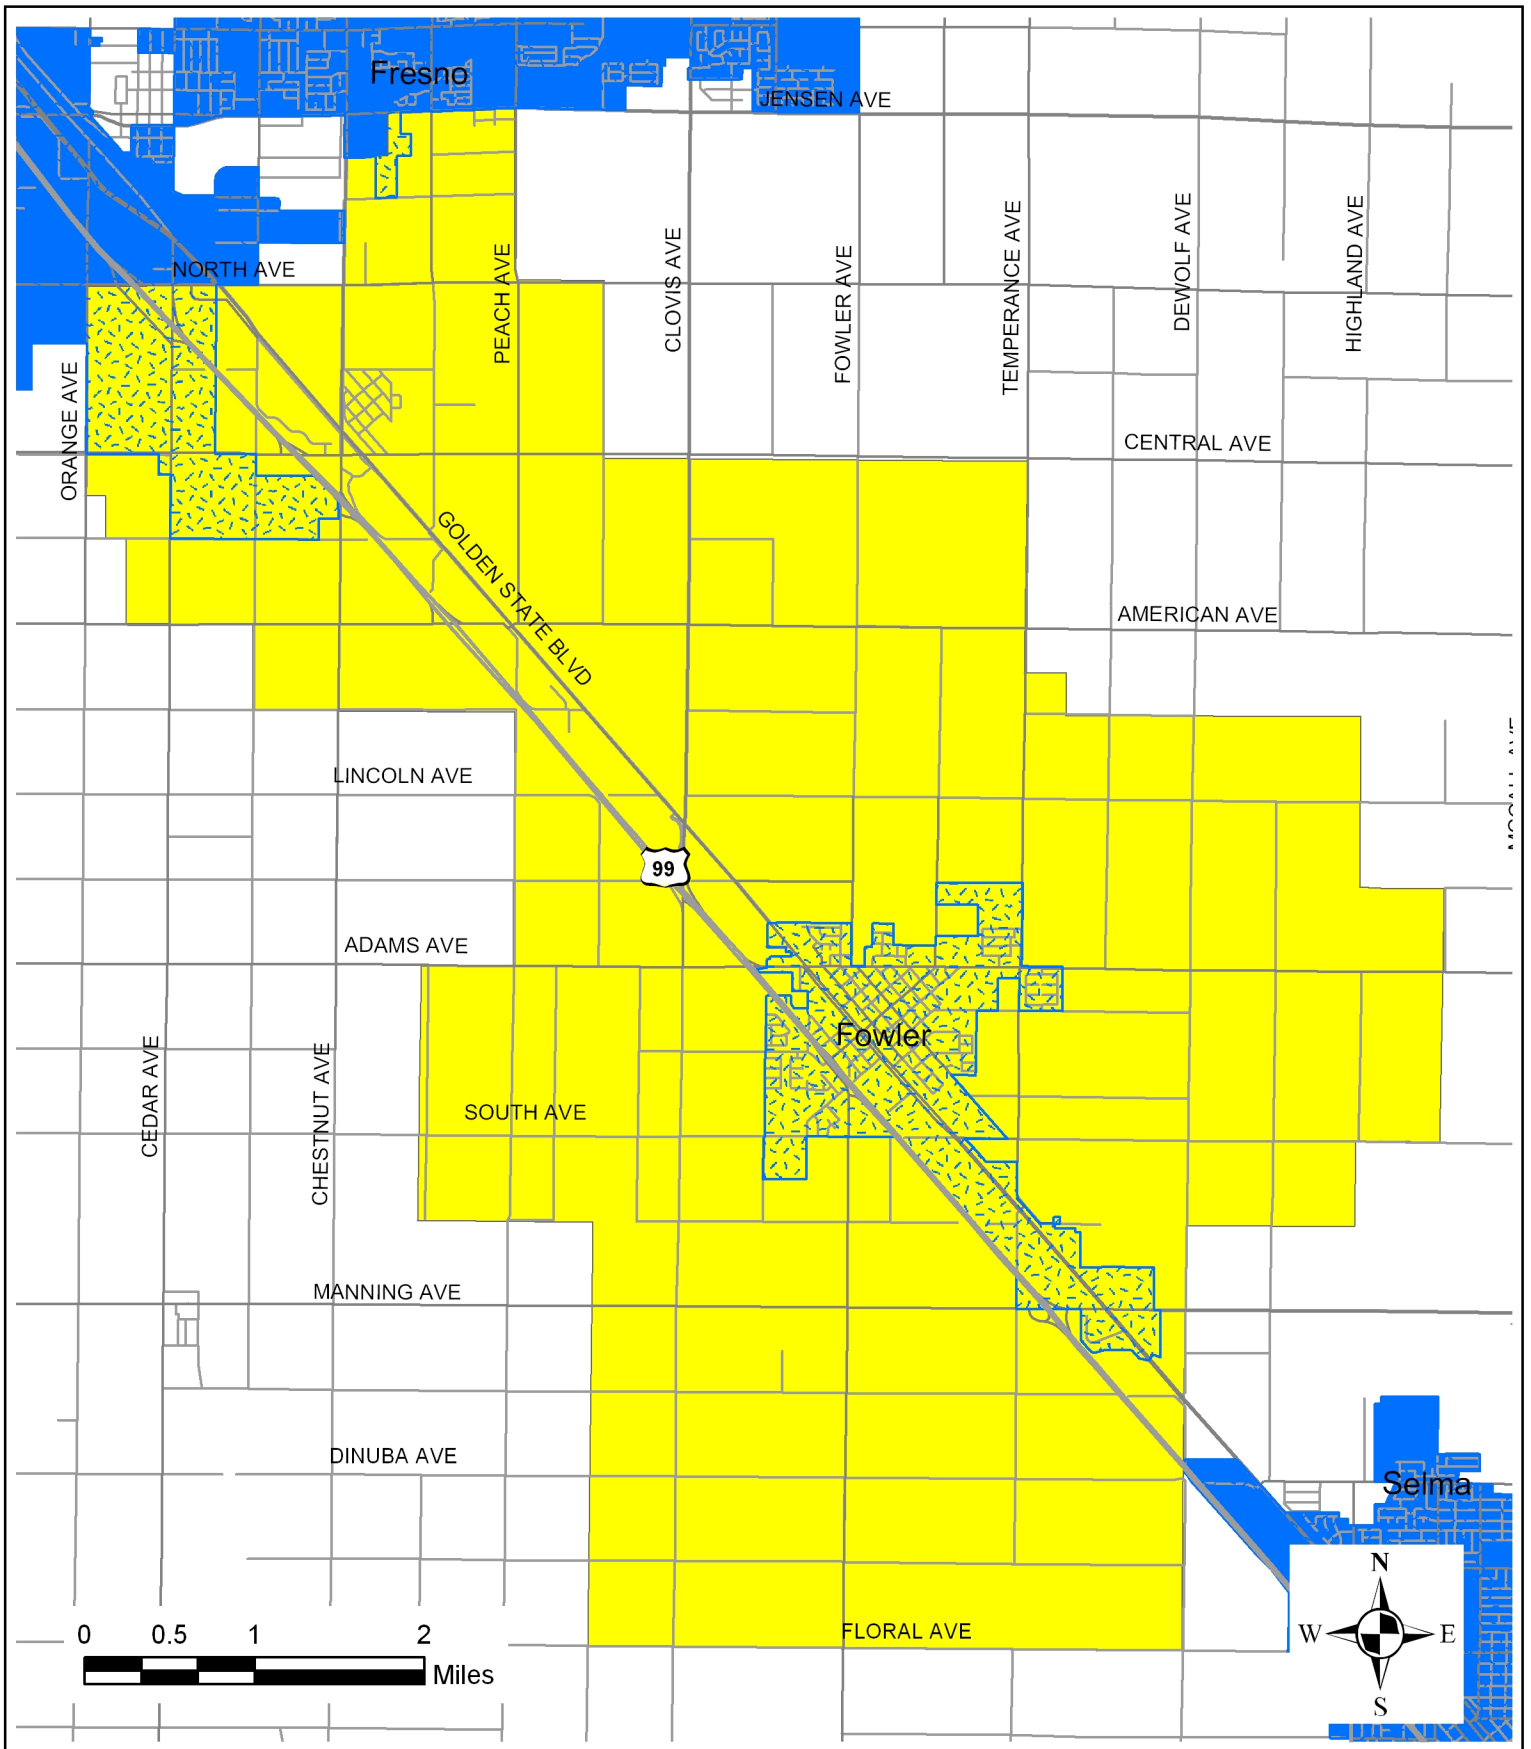 Fresno
JENSEN AVE
NORTH AVE
PEACH AVE
CLOVIS AVE
FOWLER AVE
TEMPERANCE AVE
DEWOLF AVE
HIGHLAND AVE
ORANGE AVE
CENTRAL AVE
GOLDEN STATE BLVD
AMERICAN AVE
LINCOLN AVE
99
ADAMS AVE
Fowler
CEDAR AVE
CHESTNUT AVE
SOUTH AVE
MANNING AVE
DINUBA AVE
Selma
FLORAL AVE
N
W E
S
0 0.5 1 2
Miles